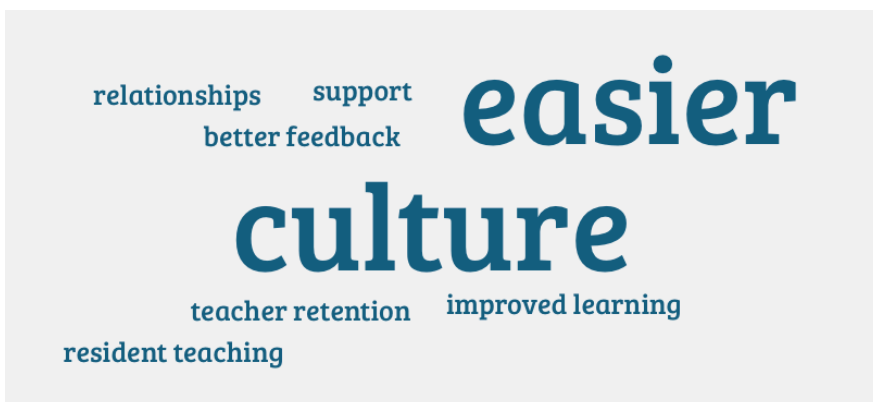 relationships
support
easier
better feedback
culture
teacher retention
improved learning
resident teaching